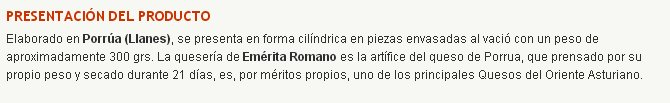 PRESENTACIÓN DEL PRODUCTO
Elaborado en Porrúa (Llanes), se presenta en forma cilíndrica en piezas envasadas al vació con un peso de
aproximadamente 300 grs. La quesería de Emérita Romano es la artífice del queso de Porrua, que prensado por su
propio peso y secado durante 21 días, es, por méritos propios, uno de los principales Quesos del Oriente Asturiano.